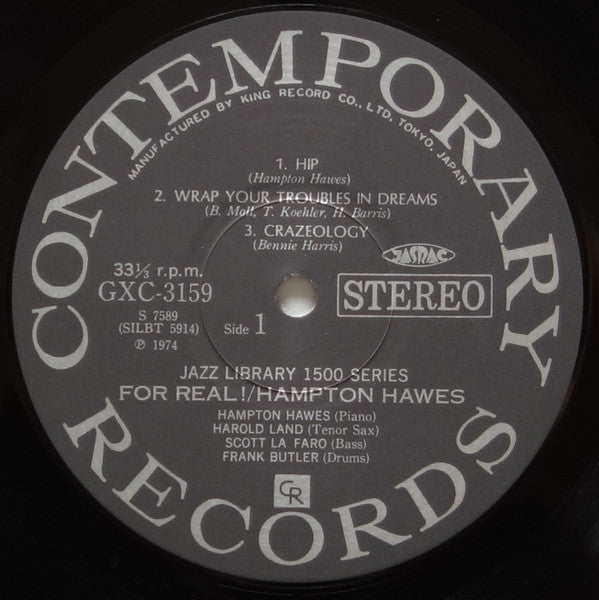 CONTEMPORARY
MANUFACTURED BY KING RECORD CO., LTD. TOKYO, JAPAN
1. HIP
(Hampton Hawes)
2. WRAP YOUR TROUBLES IN DREAMS
(B. Moll, T. Koehler, H. Barris)
3. CRAZEOLOGY
(Bennie Harris)
JASRAC
33⅓ r.p.m.
GXC-3159
STEREO
S 7589
(SILBT 5914)
Side 1
℗ 1974
JAZZ LIBRARY 1500 SERIES
FOR REAL!/HAMPTON HAWES
HAMPTON HAWES (Piano)
HAROLD LAND (Tenor Sax)
SCOTT LA FARO (Bass)
FRANK BUTLER (Drums)
CR
RECORDS